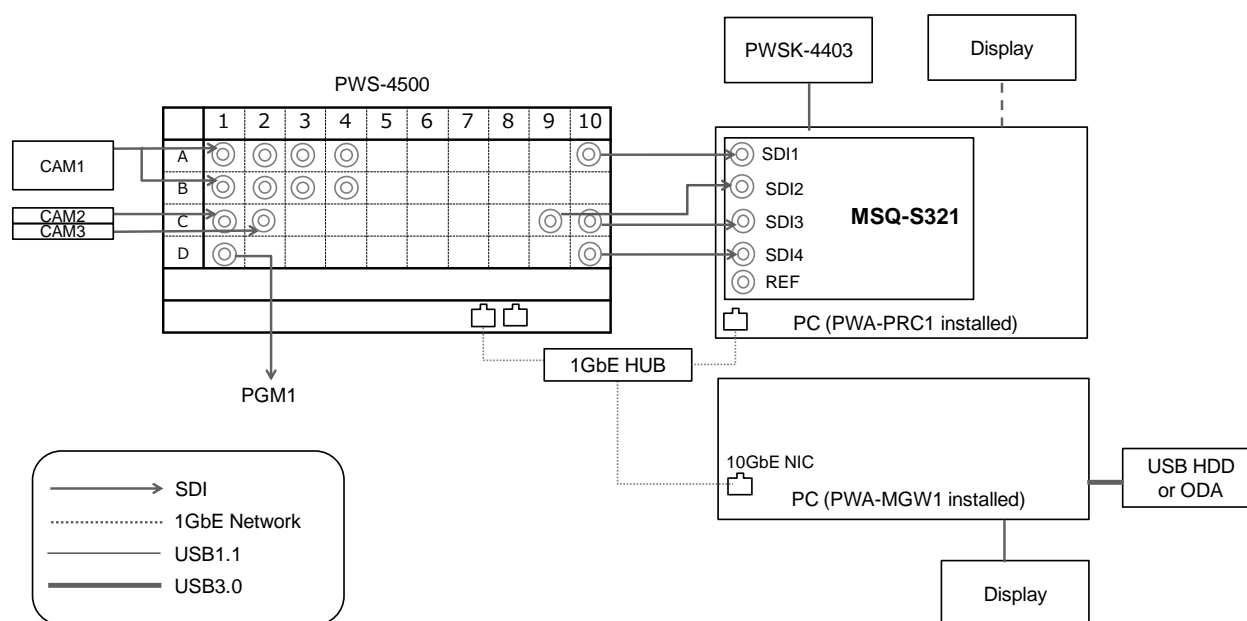 PWSK-4403
Display
PWS-4500
1 2 3 4 5 6 7 8 9 10
A
B
C
D
CAM1
CAM2
CAM3
SDI1
SDI2
SDI3
SDI4
REF
MSQ-S321
PC (PWA-PRC1 installed)
1GbE HUB
PGM1
10GbE NIC
PC (PWA-MGW1 installed)
USB HDD
or ODA
Display
SDI
1GbE Network
USB1.1
USB3.0